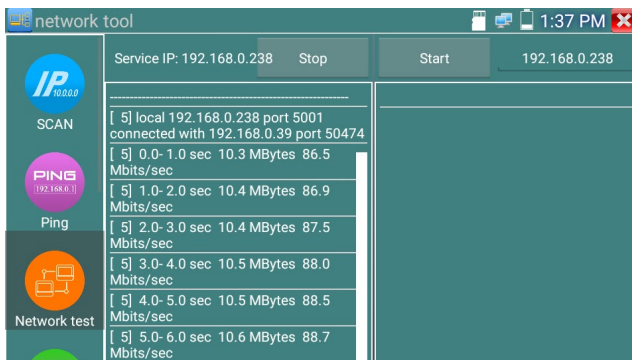 network tool
1:37 PM
Service IP: 192.168.0.238
Stop
Start
192.168.0.238
IP
10.0.0.0
SCAN
PING
192.168.0.1
Ping
Network test
[ 5] local 192.168.0.238 port 5001
connected with 192.168.0.39 port 50474
[ 5] 0.0- 1.0 sec 10.3 MBytes 86.5
Mbits/sec
[ 5] 1.0- 2.0 sec 10.4 MBytes 86.9
Mbits/sec
[ 5] 2.0- 3.0 sec 10.4 MBytes 87.5
Mbits/sec
[ 5] 3.0- 4.0 sec 10.5 MBytes 88.0
Mbits/sec
[ 5] 4.0- 5.0 sec 10.5 MBytes 88.5
Mbits/sec
[ 5] 5.0- 6.0 sec 10.6 MBytes 88.7
Mbits/sec